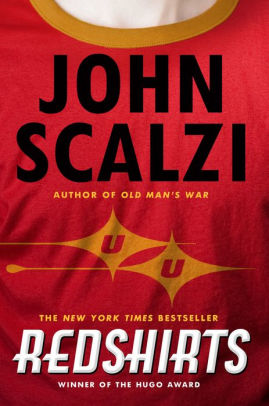 JOHN
SCALZI
AUTHOR OF OLD MAN'S WAR
U
U
THE NEW YORK TIMES BESTSELLER
REDSHIRTS
WINNER OF THE HUGO AWARD